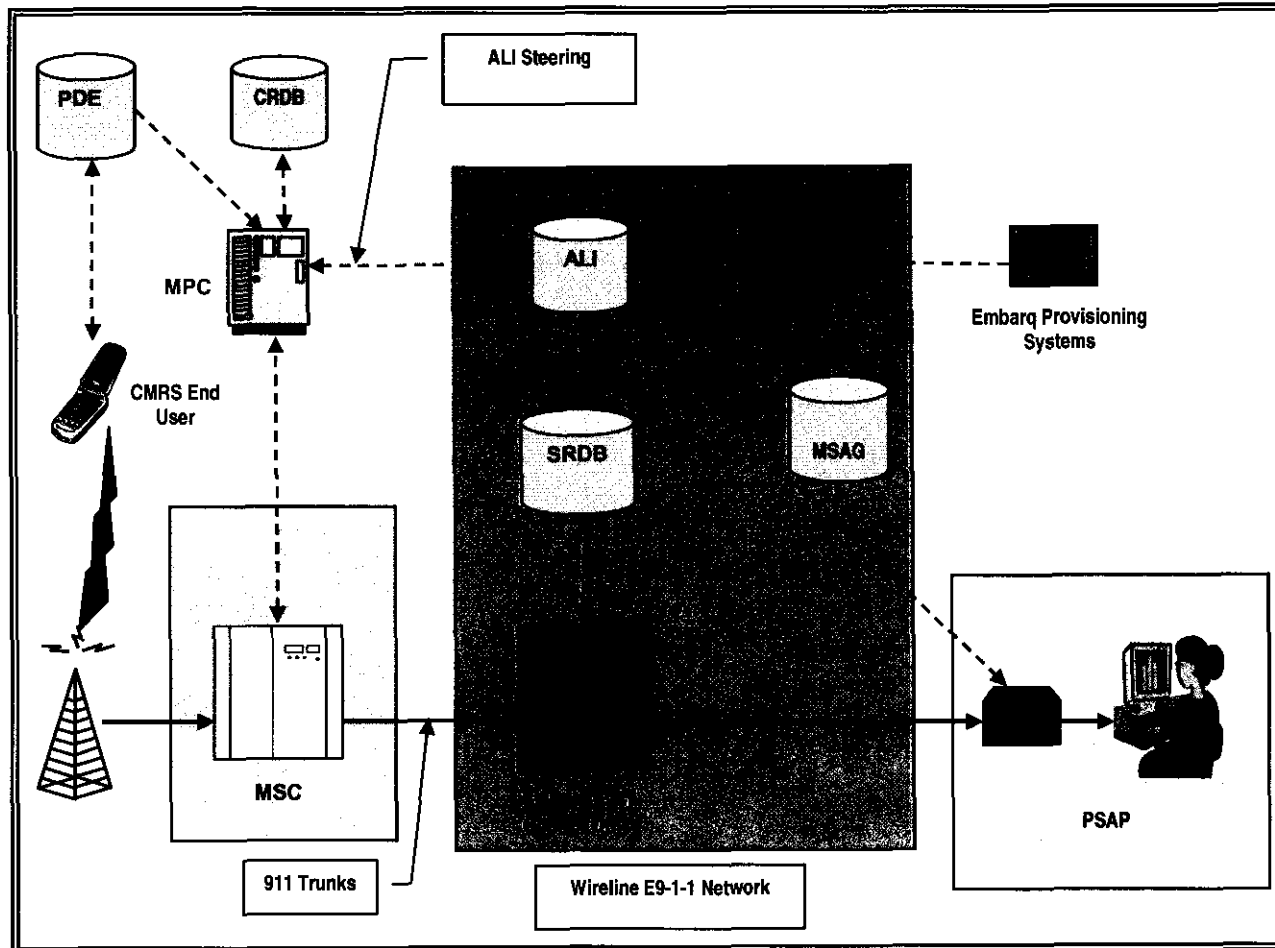 ALI Steering
PDE
CRDB
ALI
MPC
Embarq Provisioning
Systems
CMRS End
User
SRDB
MSAG
MSC
PSAP
911 Trunks
Wireline E9-1-1 Network